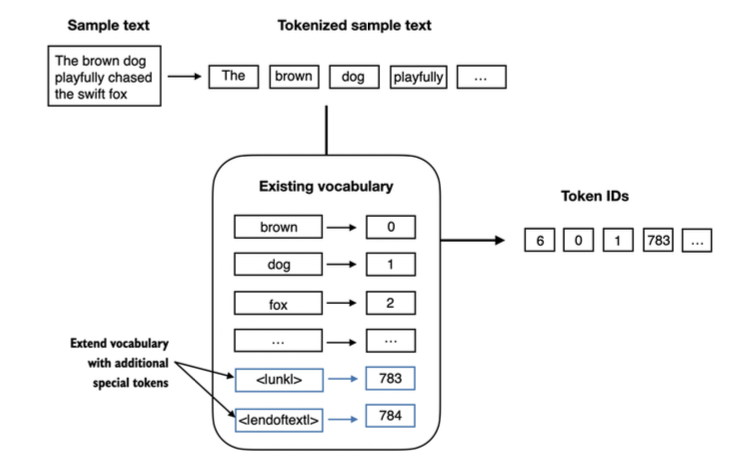 Sample text
Tokenized sample text
The brown dog
playfully chased
the swift fox
The
brown
dog
playfully
...
Existing vocabulary
brown
0
dog
1
fox
2
...
...
<|unk|>
783
<|endoftext|>
784
Extend vocabulary
with additional
special tokens
Token IDs
6
0
1
783
...